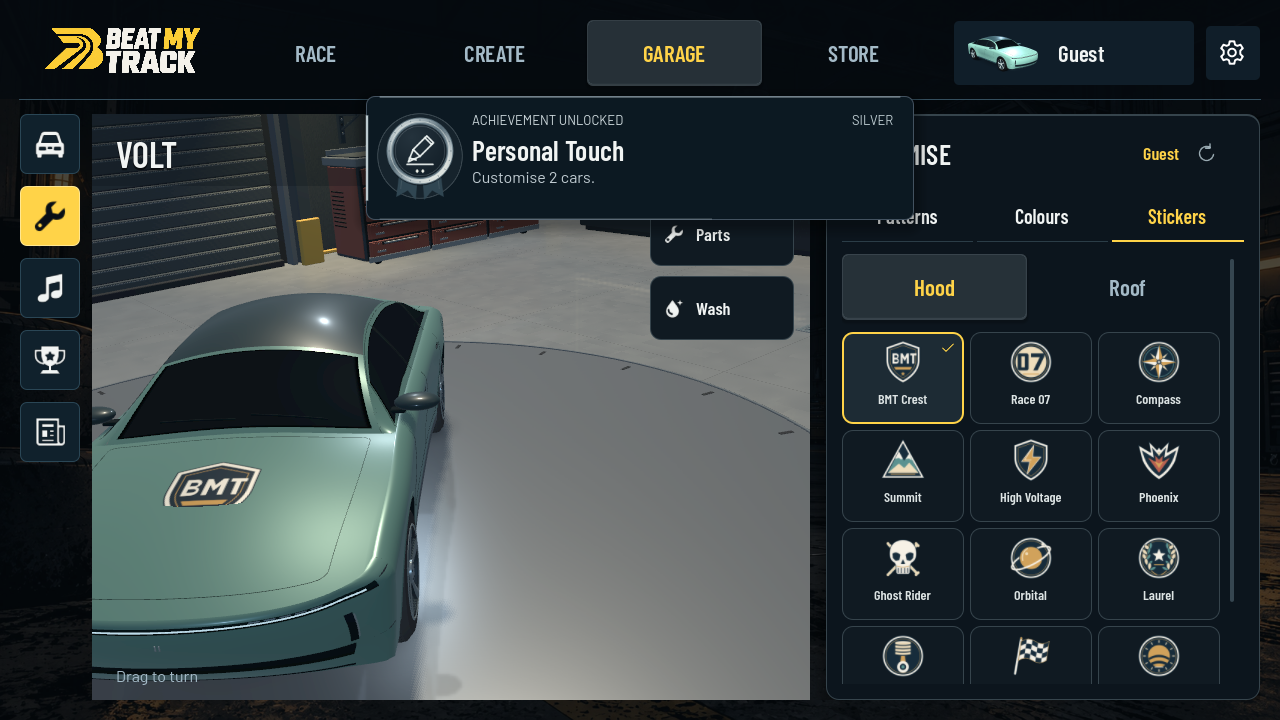 BEAT MY
TRACK
RACE
CREATE
GARAGE
STORE
Guest
ACHIEVEMENT UNLOCKED
SILVER
Personal Touch
Customise 2 cars.
VOLT
MISE
Guest
Patterns
Colours
Stickers
Parts
Wash
Hood
Roof
BMT
BMT Crest
07
Race 07
Compass
Summit
High Voltage
Phoenix
Ghost Rider
Orbital
Laurel
BMT
11
Drag to turn